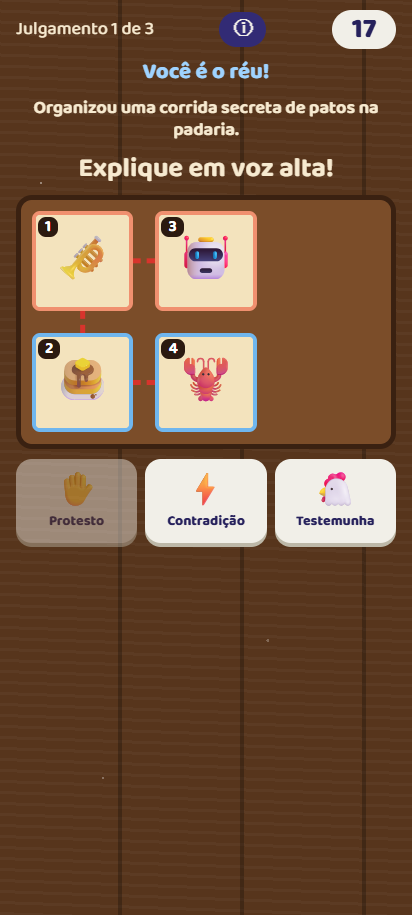 Julgamento 1 de 3
17
Você é o réu!
Organizou uma corrida secreta de patos na
padaria.
Explique em voz alta!
1
3
2
4
Protesto
Contradição
Testemunha